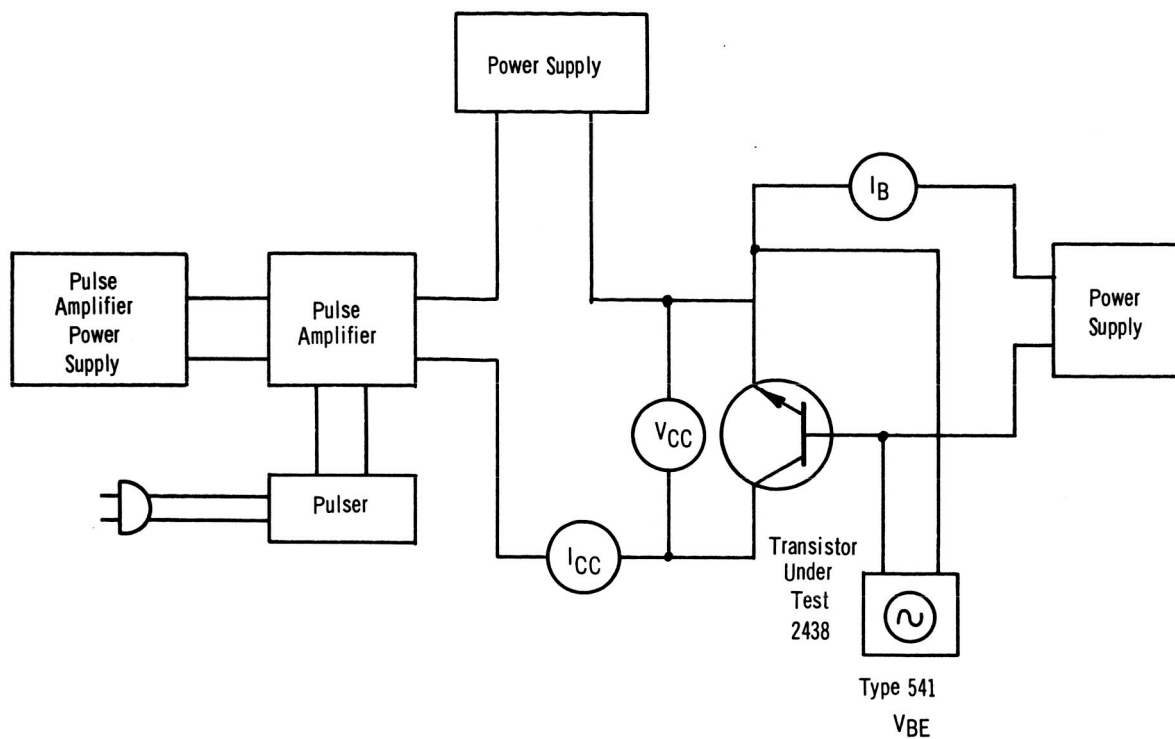 Power Supply
I_B
Pulse
Amplifier
Power
Supply
Pulse
Amplifier
Power
Supply
V_CC
Pulser
I_CC
Transistor
Under
Test
2438
Type 541
V_BE